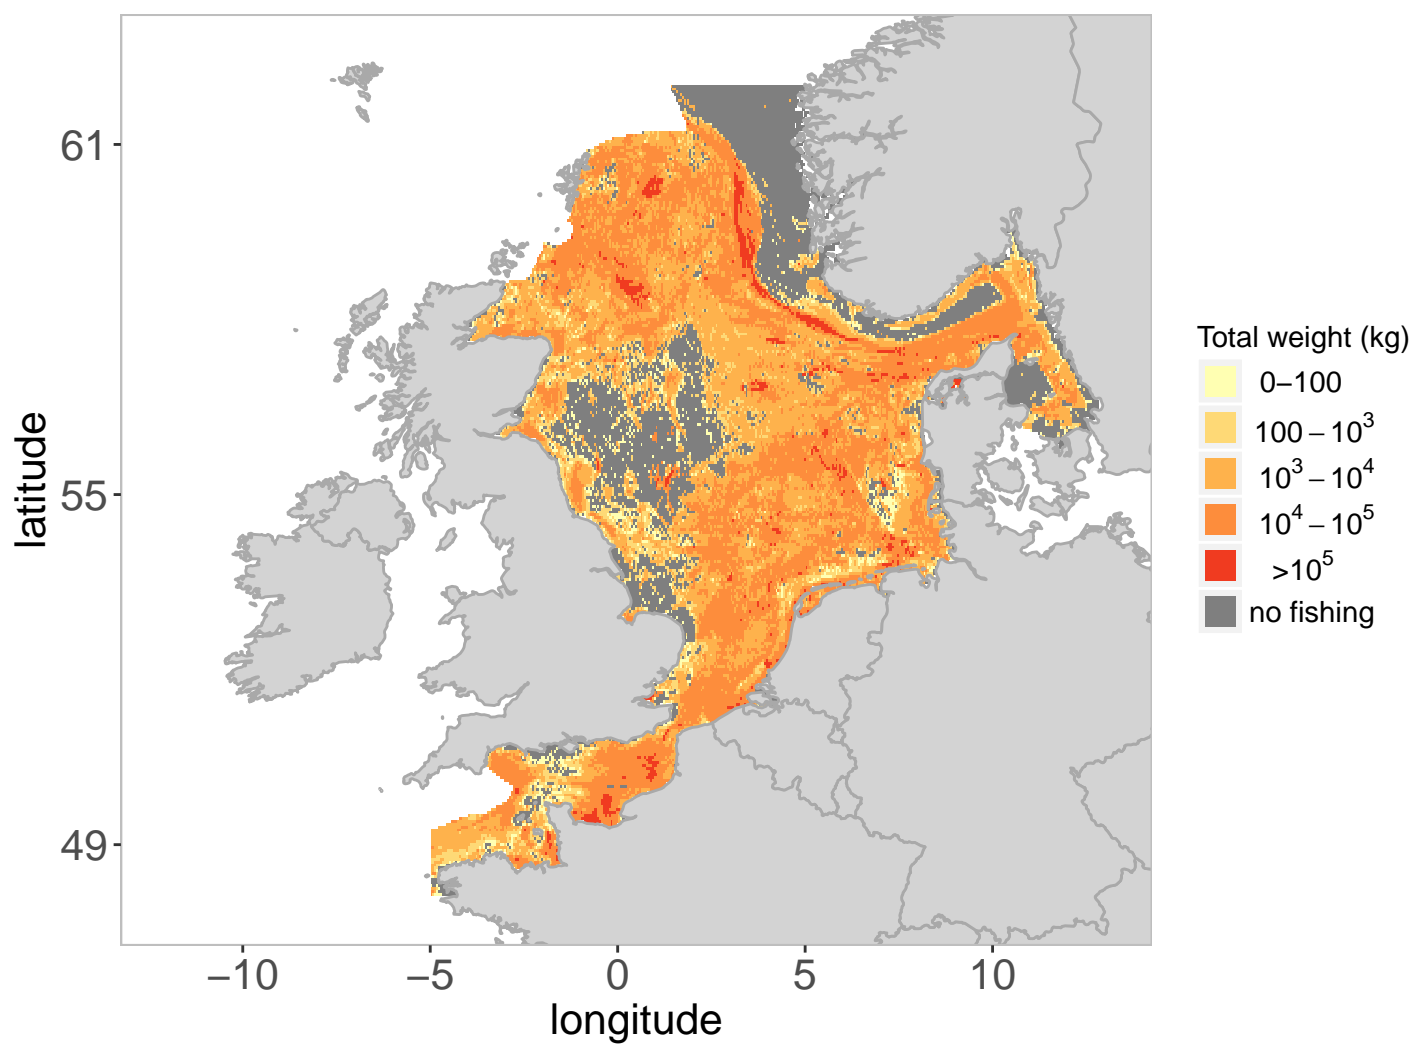 61
55
49
latitude
−10
−5
0
5
10
longitude
Total weight (kg)
0–100
100 – 10³
10³ – 10⁴
10⁴ – 10⁵
>10⁵
no fishing